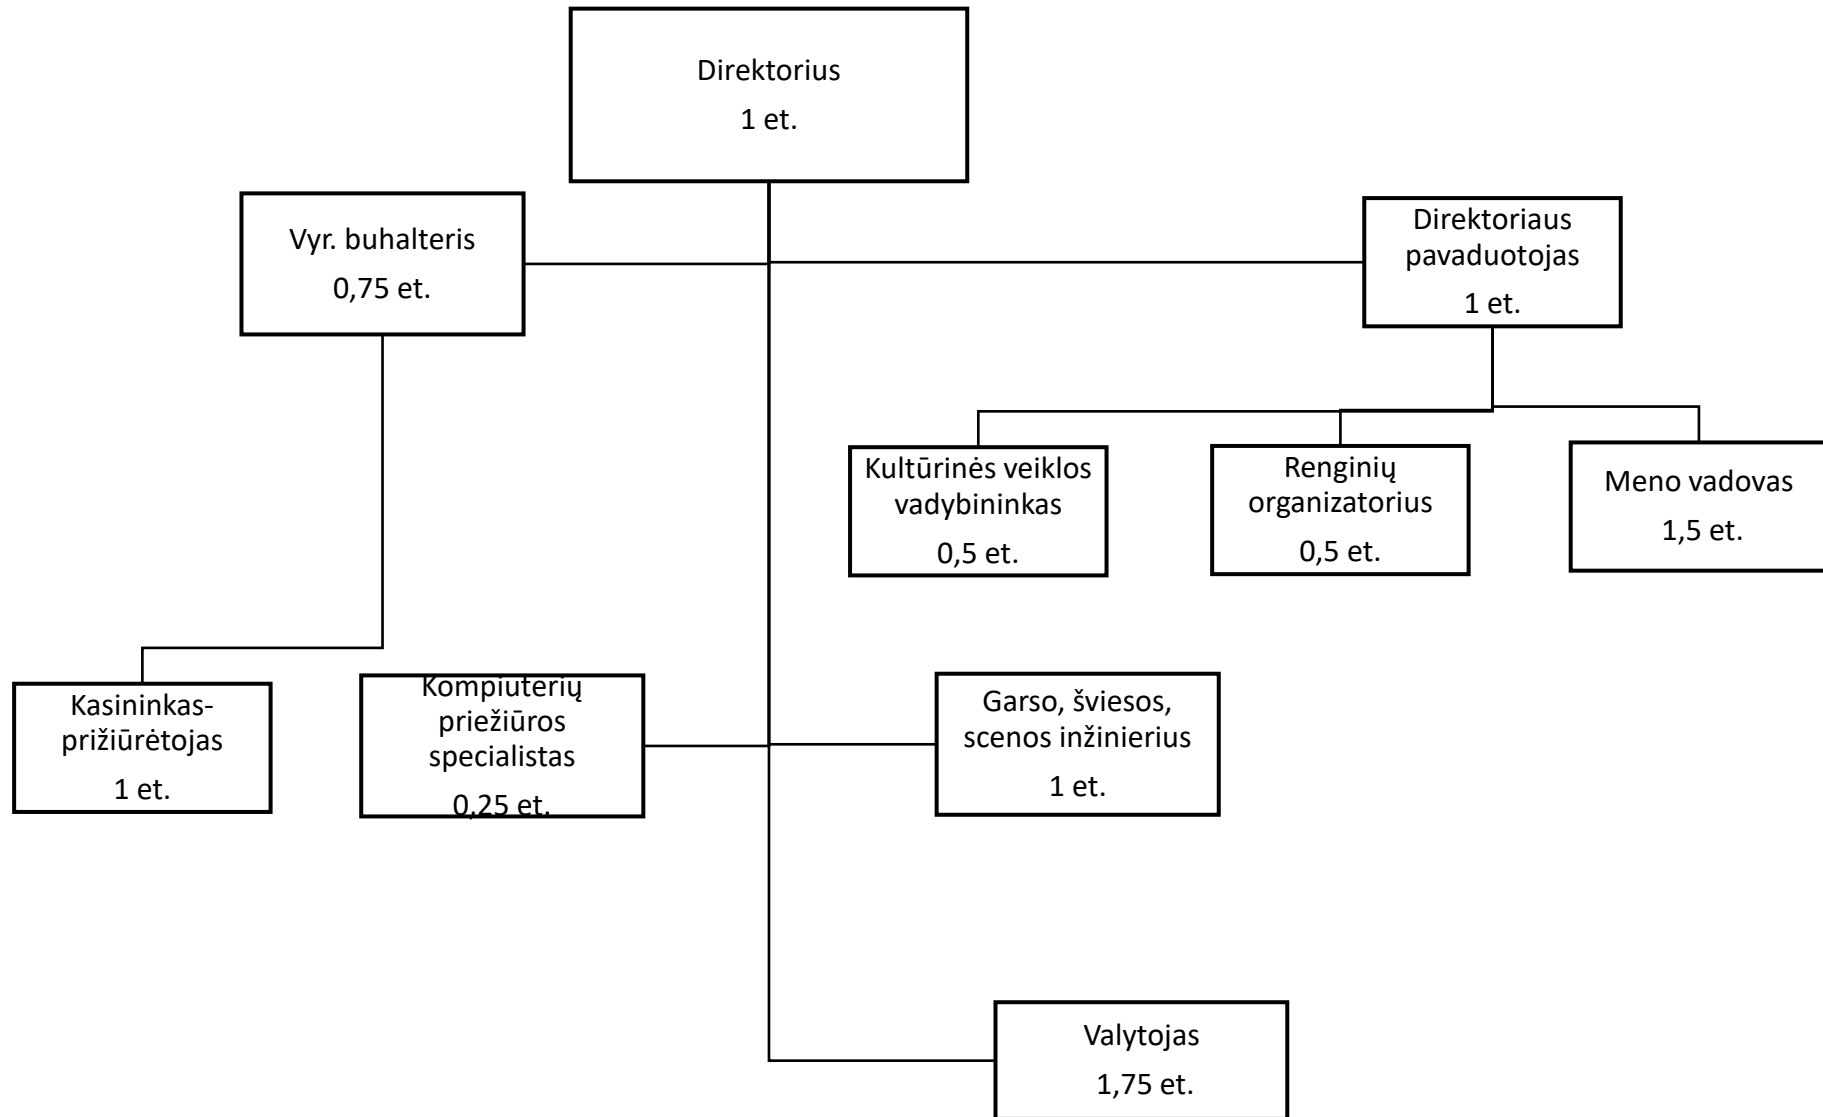 Direktorius
1 et.
Vyr. buhalteris
0,75 et.
Direktoriaus
pavaduotojas
1 et.
Kultūrinės veiklos
vadybininkas
0,5 et.
Renginių
organizatorius
0,5 et.
Meno vadovas
1,5 et.
Kasininkas-
prižiūrėtojas
1 et.
Kompiuterių
priežiūros
specialistas
0,25 et.
Garso, šviesos,
scenos inžinierius
1 et.
Valytojas
1,75 et.